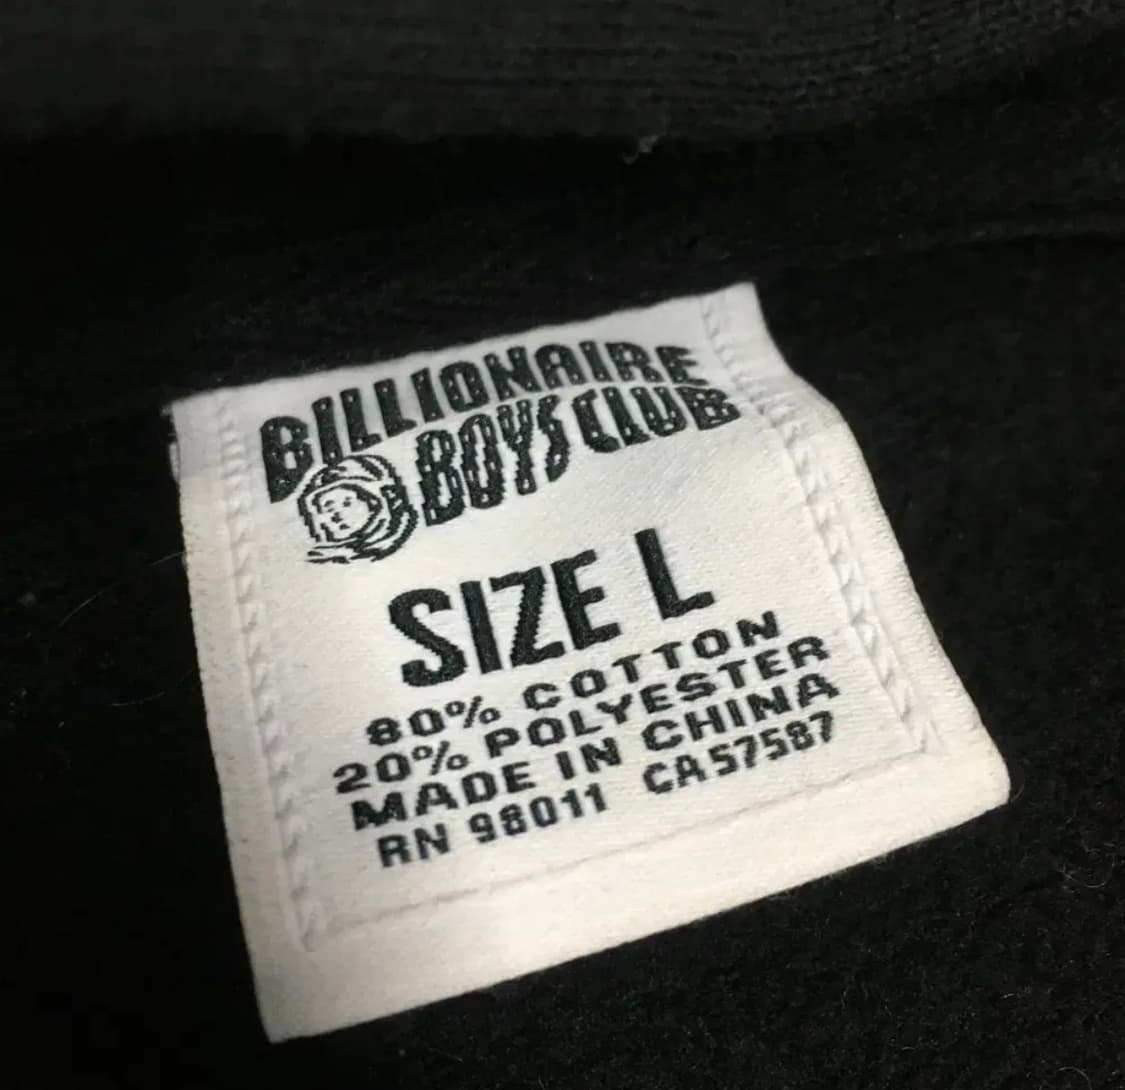 BILLIONAIRE
BOYS CLUB
SIZE L
80% COTTON
20% POLYESTER
MADE IN CHINA
RN 98011 CA57587